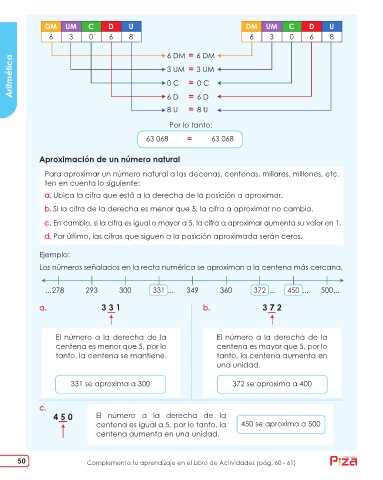 DM UM C D U DM UM C D U
6 3 0 6 8 6 3 0 6 8
6 DM = 6 DM
3 UM = 3 UM
0 C = 0 C
6 D = 6 D
8 U = 8 U
Aritmética
Por lo tanto:
63 068 = 63 068
Aproximación de un número natural
Para aproximar un número natural a las decenas, centenas, millares, millones, etc.
ten en cuenta lo siguiente:
a. Ubica la cifra que está a la derecha de la posición a aproximar.
b. Si la cifra de la derecha es menor que 5, la cifra a aproximar no cambia.
c. En cambio, si la cifra es igual o mayor a 5, la cifra a aproximar aumenta su valor en 1.
d. Por último, las cifras que siguen a la posición aproximada serán ceros.
Ejemplo:
Los números señalados en la recta numérica se aproximan a la centena más cercana.
...278 293 300 331... 349 360 372... 450... 500...
a. 3 3 1 b. 3 7 2
El número a la derecha de la
centena es menor que 5, por lo
tanto, la centena se mantiene.
El número a la derecha de la
centena es mayor que 5, por lo
tanto, la centena aumenta en
una unidad.
331 se aproxima a 300 372 se aproxima a 400
c.
4 5 0
El número a la derecha de la
centena es igual a 5, por lo tanto, la
centena aumenta en una unidad.
450 se aproxima a 500
50 Complementa tu aprendizaje en el Libro de Actividades (pág. 60 - 61)